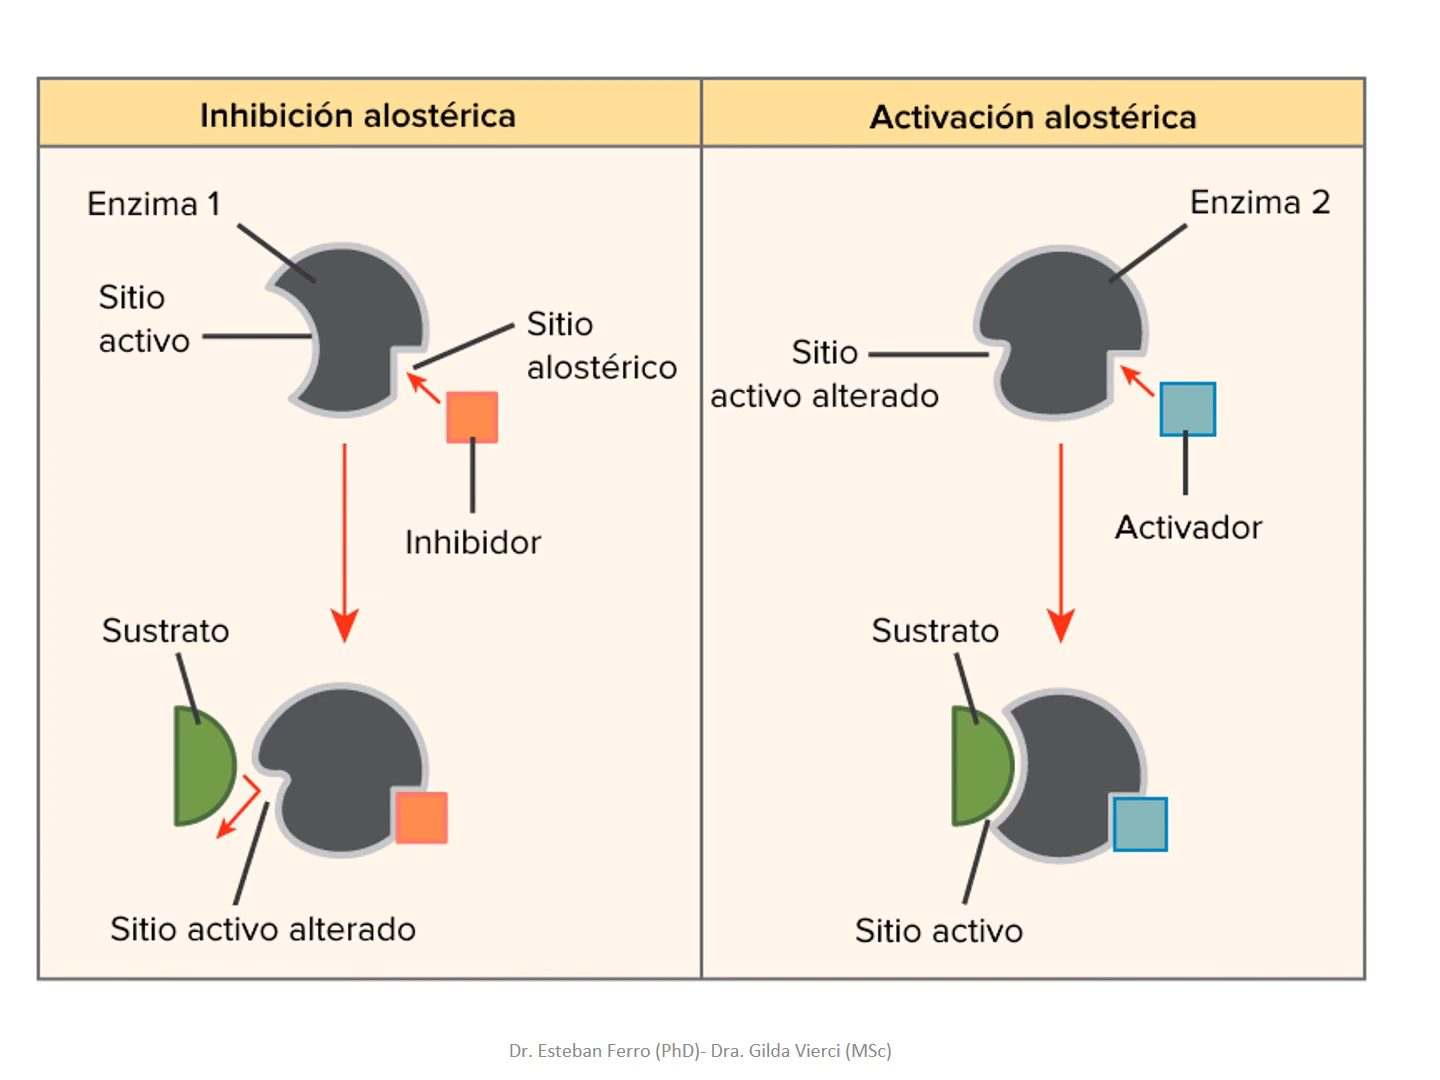 Inhibición alostérica
Enzima 1
Sitio
activo
Sitio
alostérico
Inhibidor
Sustrato
Sitio activo alterado
Activación alostérica
Enzima 2
Sitio
activo alterado
Activador
Sustrato
Sitio activo
Dr. Esteban Ferro (PhD)- Dra. Gilda Vierci (MSc)